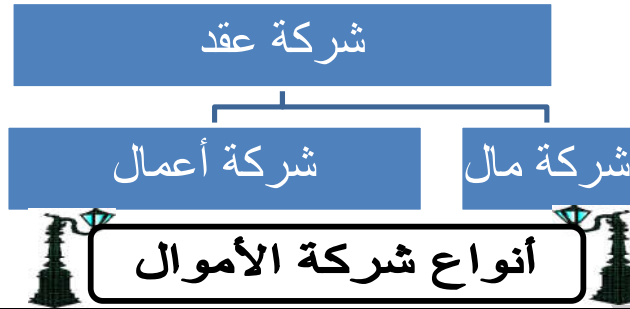 شركة عقد
شركة مال
شركة أعمال
أنواع شركة الأموال